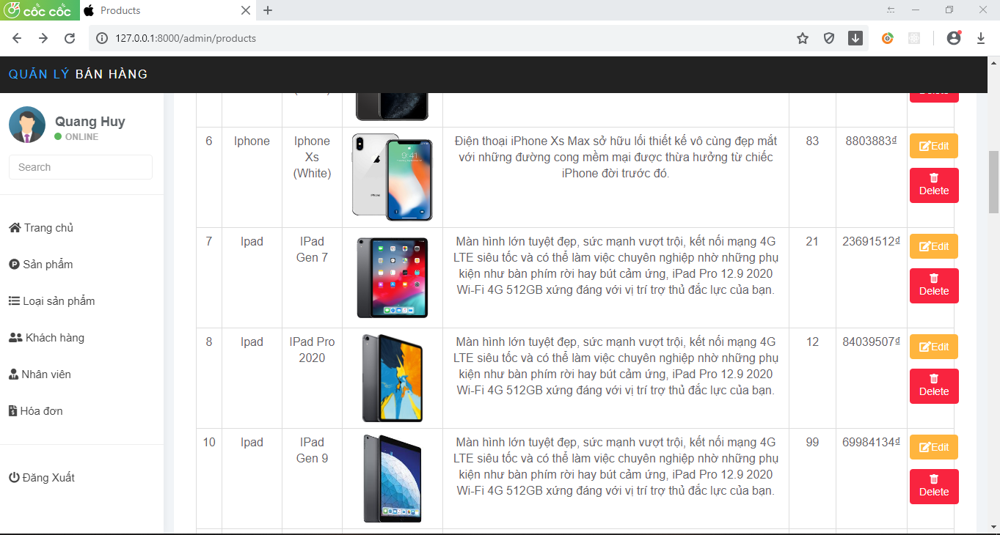 cốc cốc
Products
127.0.0.1:8000/admin/products
QUẢN LÝ BÁN HÀNG
Quang Huy
ONLINE
Search
Trang chủ
Sản phẩm
Loại sản phẩm
Khách hàng
Nhân viên
Hóa đơn
Đăng Xuất
6
Iphone
Iphone
Xs
(White)
Điện thoại iPhone Xs Max sở hữu lối thiết kế vô cùng đẹp mắt
với những đường cong mềm mại được thừa hưởng từ chiếc
iPhone đời trước đó.
83
8803883₫
Edit
Delete
7
Ipad
IPad
Gen 7
Màn hình lớn tuyệt đẹp, sức mạnh vượt trội, kết nối mạng 4G
LTE siêu tốc và có thể làm việc chuyên nghiệp nhờ những phụ
kiện như bàn phím rời hay bút cảm ứng, iPad Pro 12.9 2020
Wi-Fi 4G 512GB xứng đáng với vị trí trợ thủ đắc lực của bạn.
21
23691512₫
Edit
Delete
8
Ipad
IPad Pro
2020
Màn hình lớn tuyệt đẹp, sức mạnh vượt trội, kết nối mạng 4G
LTE siêu tốc và có thể làm việc chuyên nghiệp nhờ những phụ
kiện như bàn phím rời hay bút cảm ứng, iPad Pro 12.9 2020
Wi-Fi 4G 512GB xứng đáng với vị trí trợ thủ đắc lực của bạn.
12
84039507₫
Edit
Delete
10
Ipad
IPad
Gen 9
Màn hình lớn tuyệt đẹp, sức mạnh vượt trội, kết nối mạng 4G
LTE siêu tốc và có thể làm việc chuyên nghiệp nhờ những phụ
kiện như bàn phím rời hay bút cảm ứng, iPad Pro 12.9 2020
Wi-Fi 4G 512GB xứng đáng với vị trí trợ thủ đắc lực của bạn.
99
69984134₫
Edit
Delete